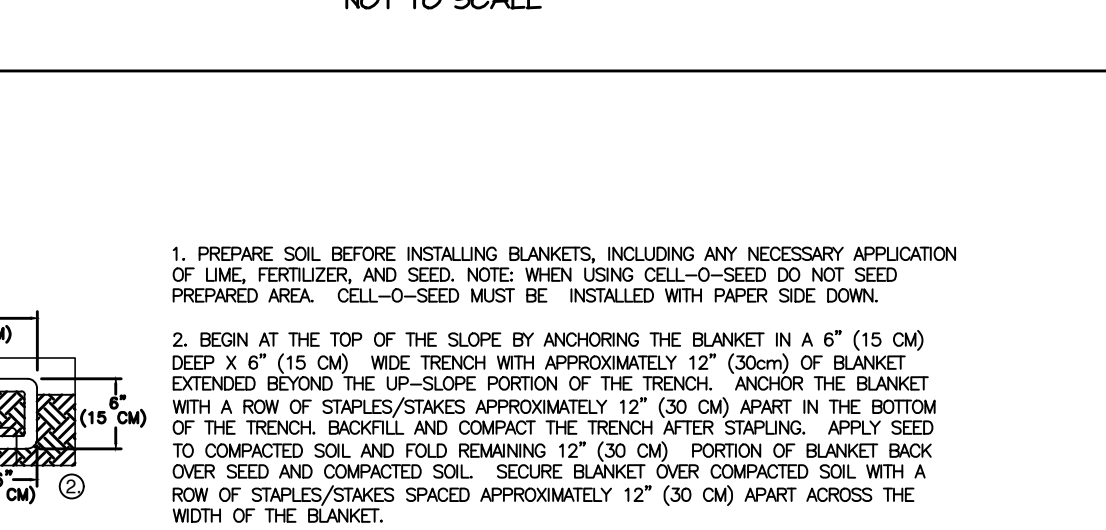 NOT TO SCALE
1. PREPARE SOIL BEFORE INSTALLING BLANKETS, INCLUDING ANY NECESSARY APPLICATION
OF LIME, FERTILIZER, AND SEED. NOTE: WHEN USING CELL-O-SEED DO NOT SEED
PREPARED AREA. CELL-O-SEED MUST BE INSTALLED WITH PAPER SIDE DOWN.
2. BEGIN AT THE TOP OF THE SLOPE BY ANCHORING THE BLANKET IN A 6" (15 CM)
DEEP X 6" (15 CM) WIDE TRENCH WITH APPROXIMATELY 12" (30cm) OF BLANKET
EXTENDED BEYOND THE UP-SLOPE PORTION OF THE TRENCH. ANCHOR THE BLANKET
WITH A ROW OF STAPLES/STAKES APPROXIMATELY 12" (30 CM) APART IN THE BOTTOM
OF THE TRENCH. BACKFILL AND COMPACT THE TRENCH AFTER STAPLING. APPLY SEED
TO COMPACTED SOIL AND FOLD REMAINING 12" (30 CM) PORTION OF BLANKET BACK
OVER SEED AND COMPACTED SOIL. SECURE BLANKET OVER COMPACTED SOIL WITH A
ROW OF STAPLES/STAKES SPACED APPROXIMATELY 12" (30 CM) APART ACROSS THE
WIDTH OF THE BLANKET.
6"
(15 CM)
CM)
2.